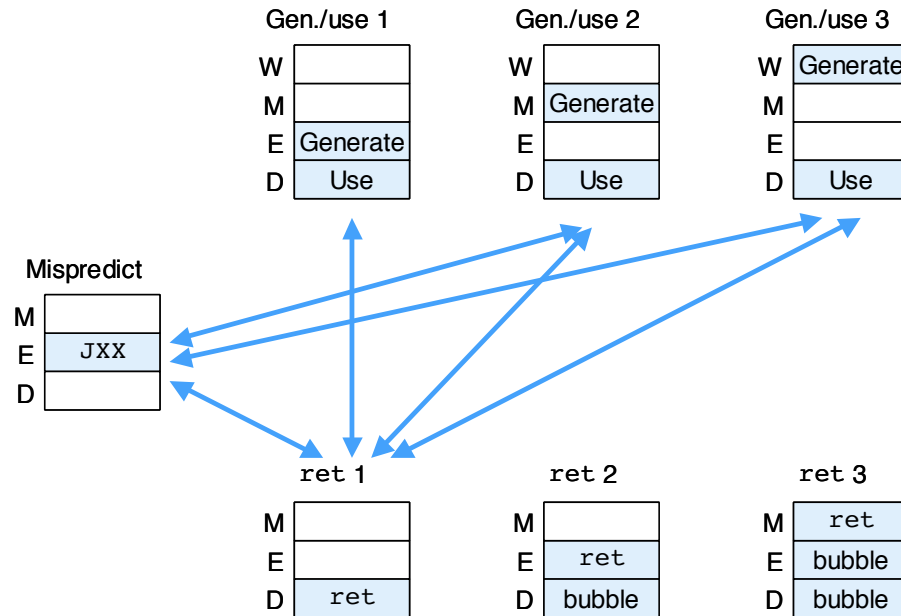 Gen./use 1 Gen./use 2 Gen./use 3
W W W Generate
M M Generate M
E Generate E E
D Use D Use D Use
Mispredict
M
E JXX
D
ret 1 ret 2 ret 3
M M M ret
E E ret E bubble
D ret D bubble D bubble